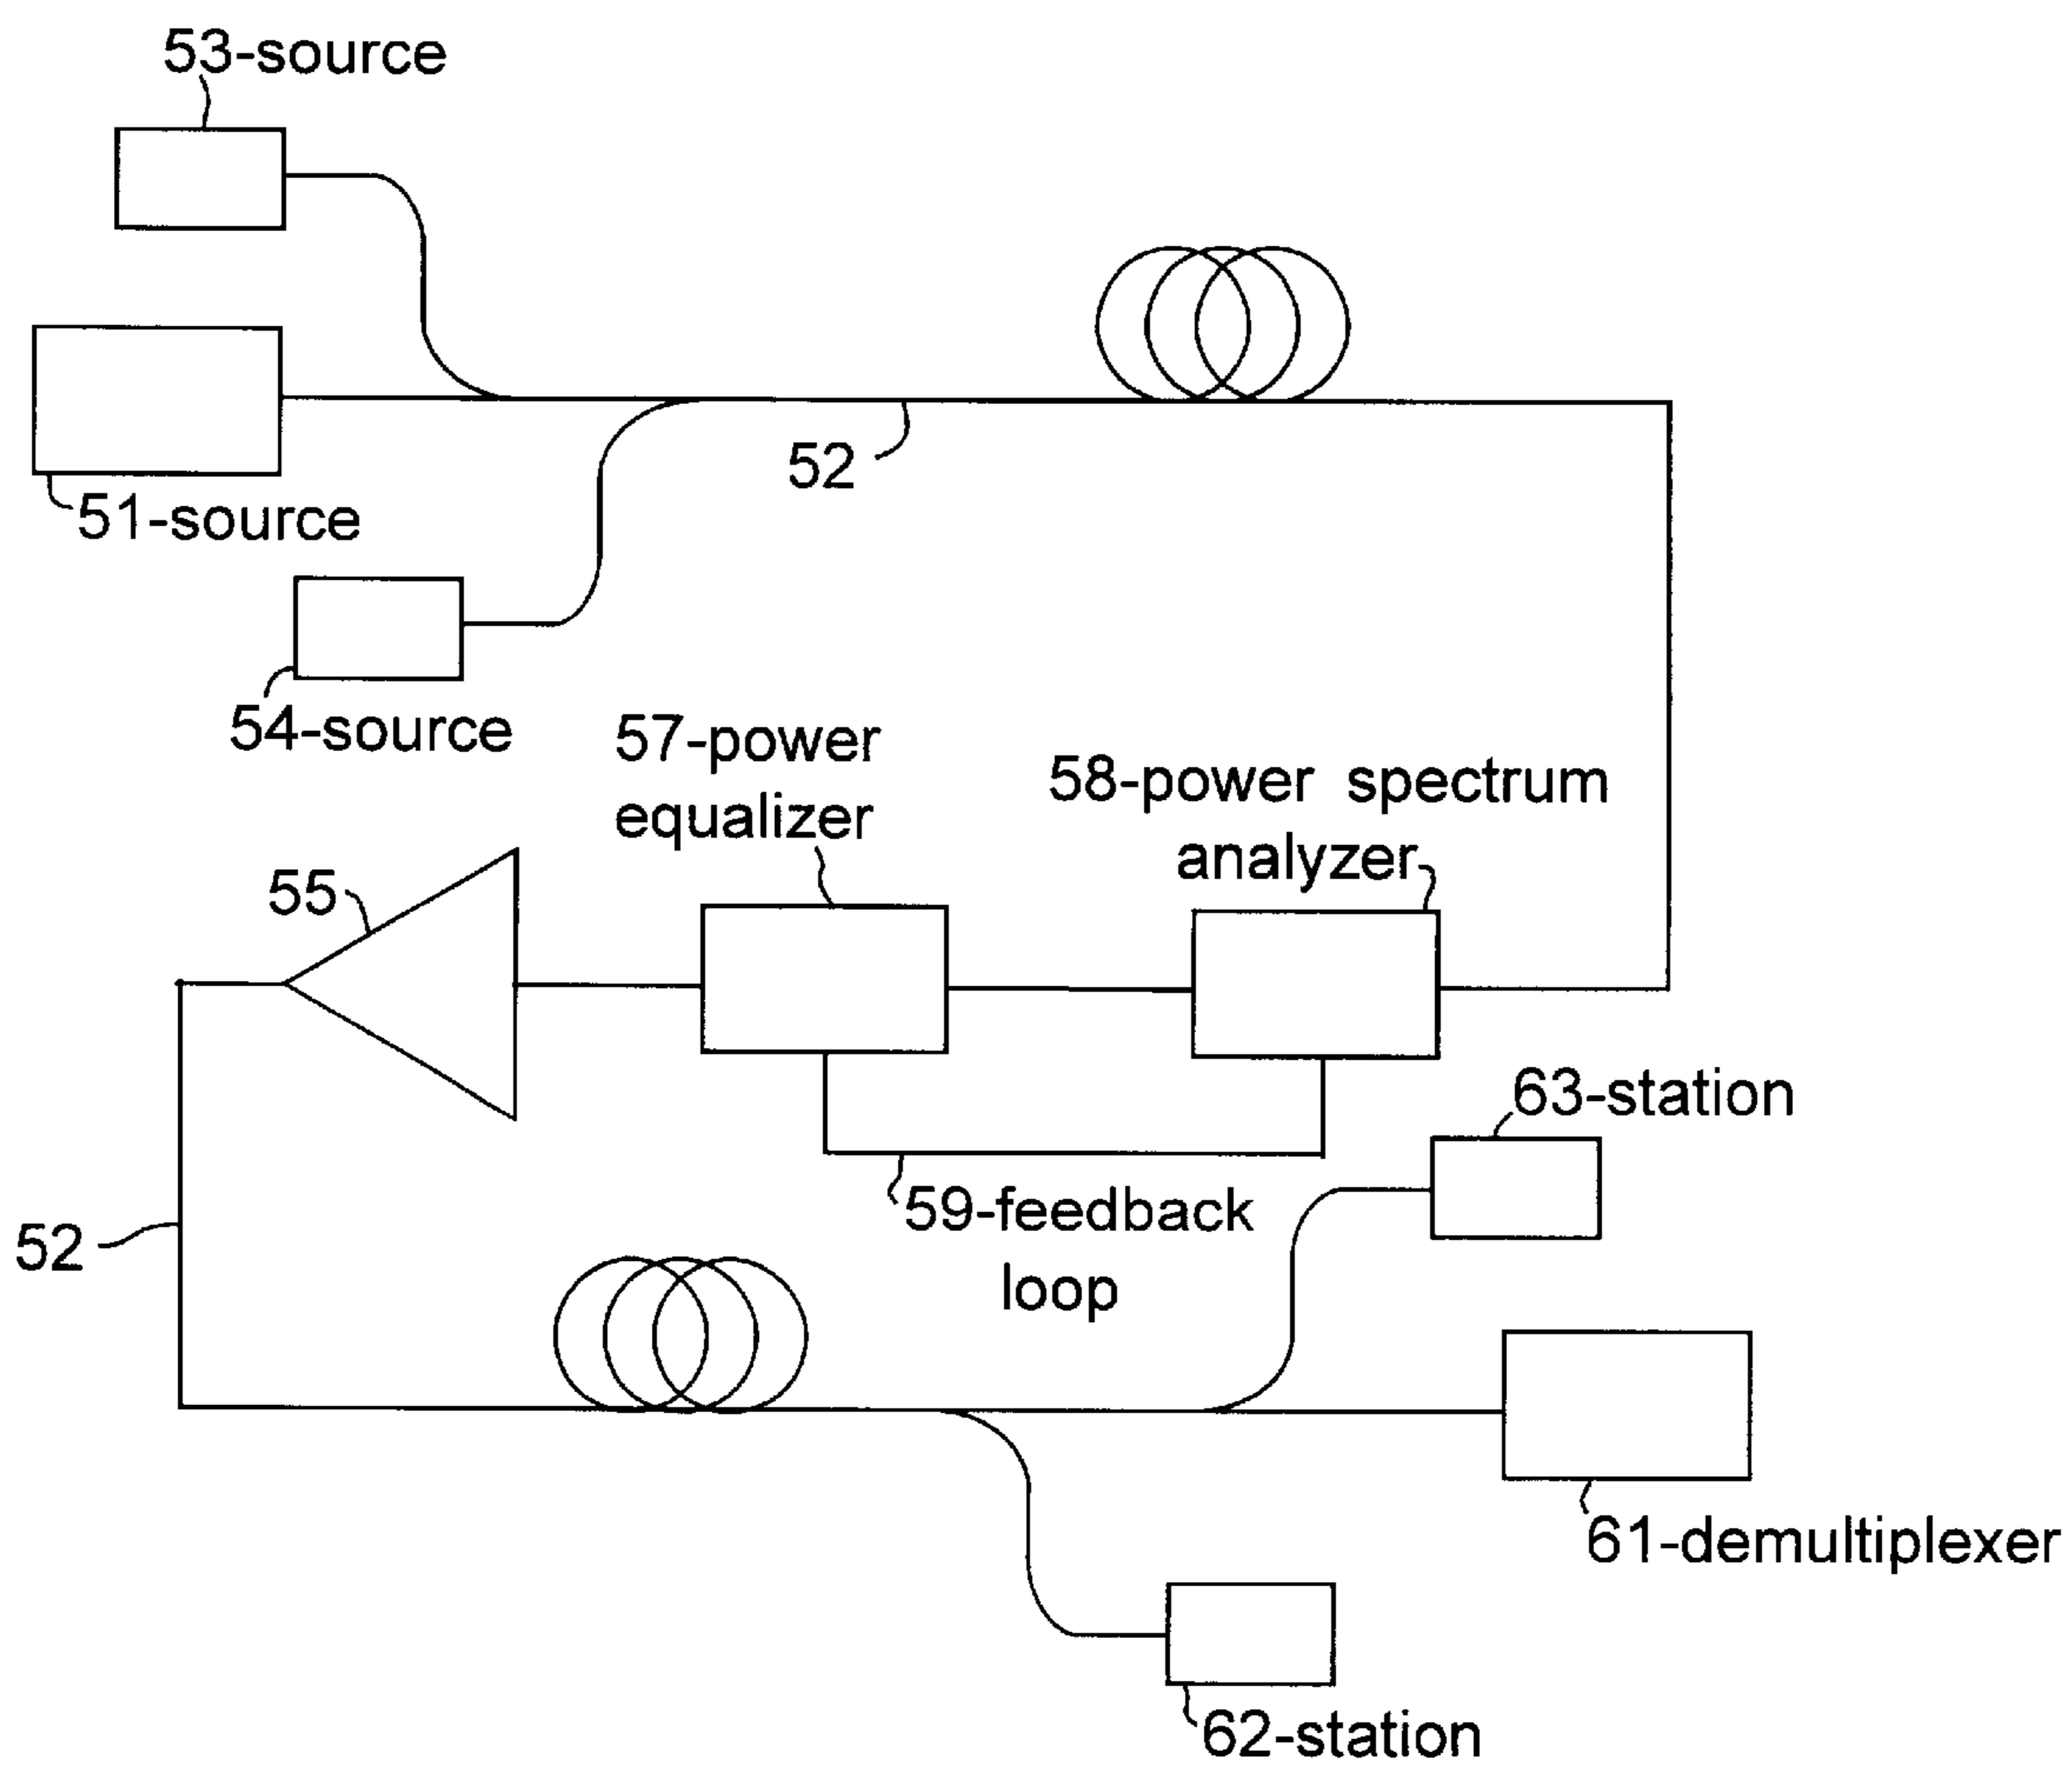 53-source
52
51-source
54-source
57-power
equalizer
58-power spectrum
analyzer
55
63-station
59-feedback
loop
52
61-demultiplexer
62-station